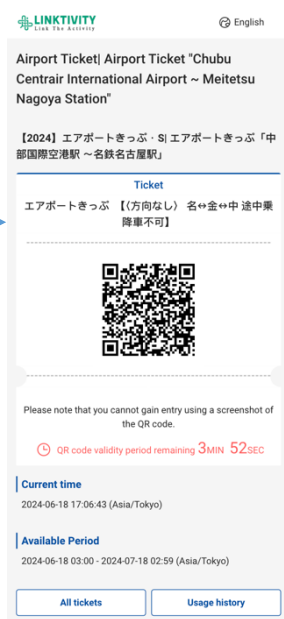 LINKTIVITY
Link The Activity
English
Airport Ticket| Airport Ticket "Chubu
Centrair International Airport ~ Meitetsu
Nagoya Station"
【2024】エアポートきっぷ・S| エアポートきっぷ「中
部国際空港駅 ～名鉄名古屋駅」
Ticket
エアポートきっぷ 【〈方向なし〉 名↔金↔中 途中乗
降車不可】
Please note that you cannot gain entry using a screenshot of
the QR code.
QR code validity period remaining 3MIN 52SEC
Current time
2024-06-18 17:06:43 (Asia/Tokyo)
Available Period
2024-06-18 03:00 - 2024-07-18 02:59 (Asia/Tokyo)
All tickets
Usage history